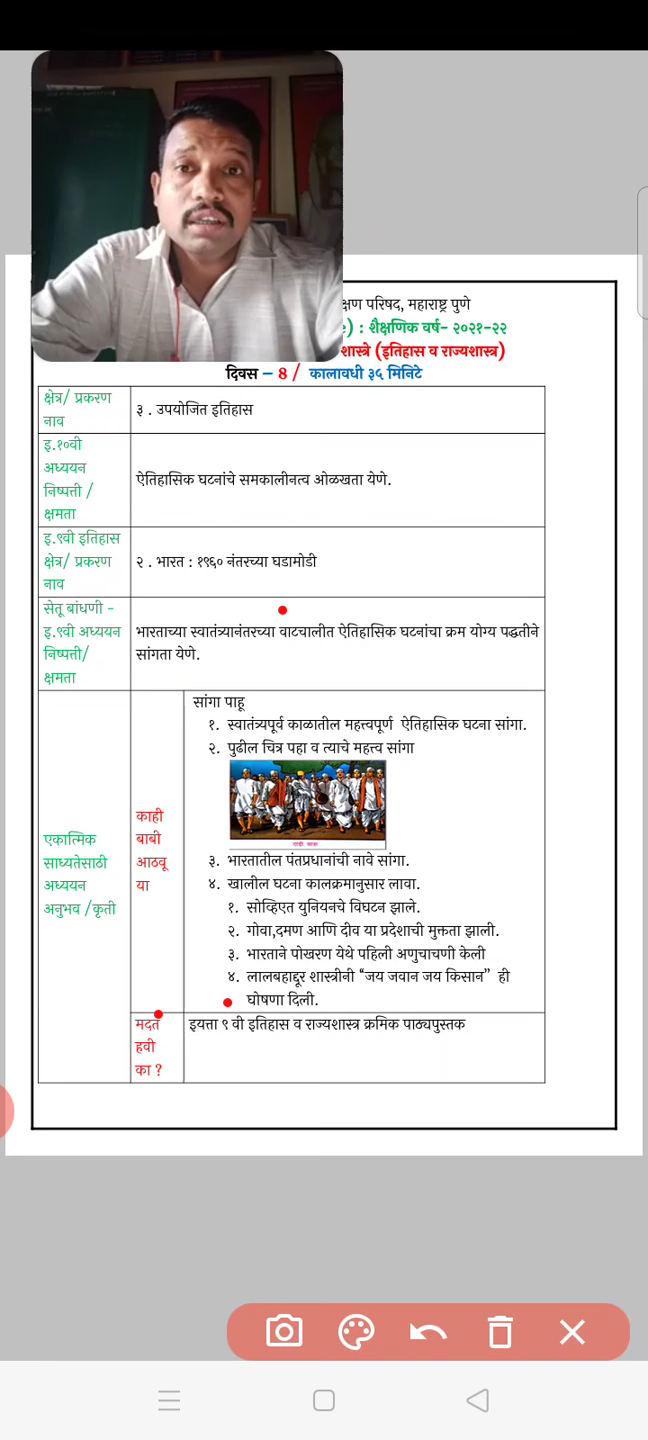 क्षण परिषद, महाराष्ट्र पुणे
) : शैक्षणिक वर्ष- २०२१-२२
शास्त्रे (इतिहास व राज्यशास्त्र)
दिवस – 4 / कालावधी ३५ मिनिटे
क्षेत्र/ प्रकरण
नाव
३ . उपयोजित इतिहास
इ.१०वी
अध्ययन
निष्पत्ती /
क्षमता
ऐतिहासिक घटनांचे समकालीनत्व ओळखता येणे.
इ.९वी इतिहास
क्षेत्र/ प्रकरण
नाव
२ . भारत : १९६० नंतरच्या घडामोडी
सेतू बांधणी -
इ.९वी अध्ययन
निष्पत्ती/
क्षमता
भारताच्या स्वातंत्र्यानंतरच्या वाटचालीत ऐतिहासिक घटनांचा क्रम योग्य पद्धतीने
सांगता येणे.
एकात्मिक
साध्यतेसाठी
अध्ययन
अनुभव /कृती
काही
बाबी
आठवू
या
सांगा पाहू
१. स्वातंत्र्यपूर्व काळातील महत्त्वपूर्ण ऐतिहासिक घटना सांगा.
२. पुढील चित्र पहा व त्याचे महत्त्व सांगा
दांडी यात्रा
३. भारतातील पंतप्रधानांची नावे सांगा.
४. खालील घटना कालक्रमानुसार लावा.
१. सोव्हिएत युनियनचे विघटन झाले.
२. गोवा,दमण आणि दीव या प्रदेशाची मुक्तता झाली.
३. भारताने पोखरण येथे पहिली अणुचाचणी केली
४. लालबहाद्दूर शास्त्रीनी “जय जवान जय किसान” ही
घोषणा दिली.
मदत
हवी
का ?
इयत्ता ९ वी इतिहास व राज्यशास्त्र क्रमिक पाठ्यपुस्तक